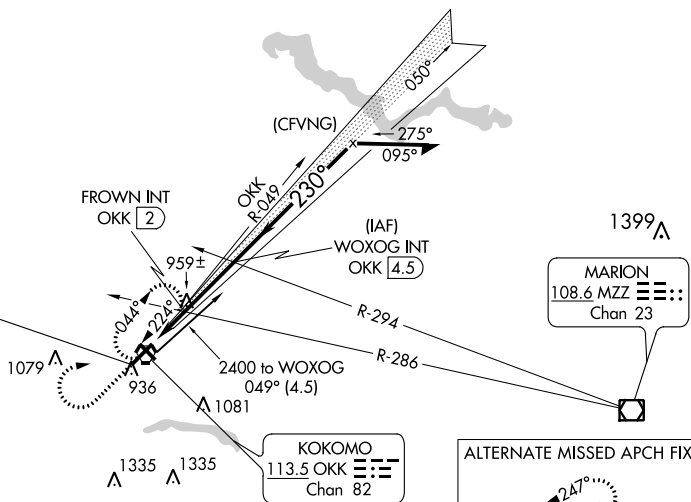 050°
(CFVNG)
275°
095°
OKK
R-049
230°
FROWN INT
OKK 2
(IAF)
WOXOG INT
OKK 4.5
1399
959±
MARION
108.6 MZZ
Chan 23
044°
224°
R-294
R-286
1079
936
2400 to WOXOG
049° (4.5)
1081
KOKOMO
113.5 OKK
Chan 82
1335
1335
ALTERNATE MISSED APCH FIX
247°